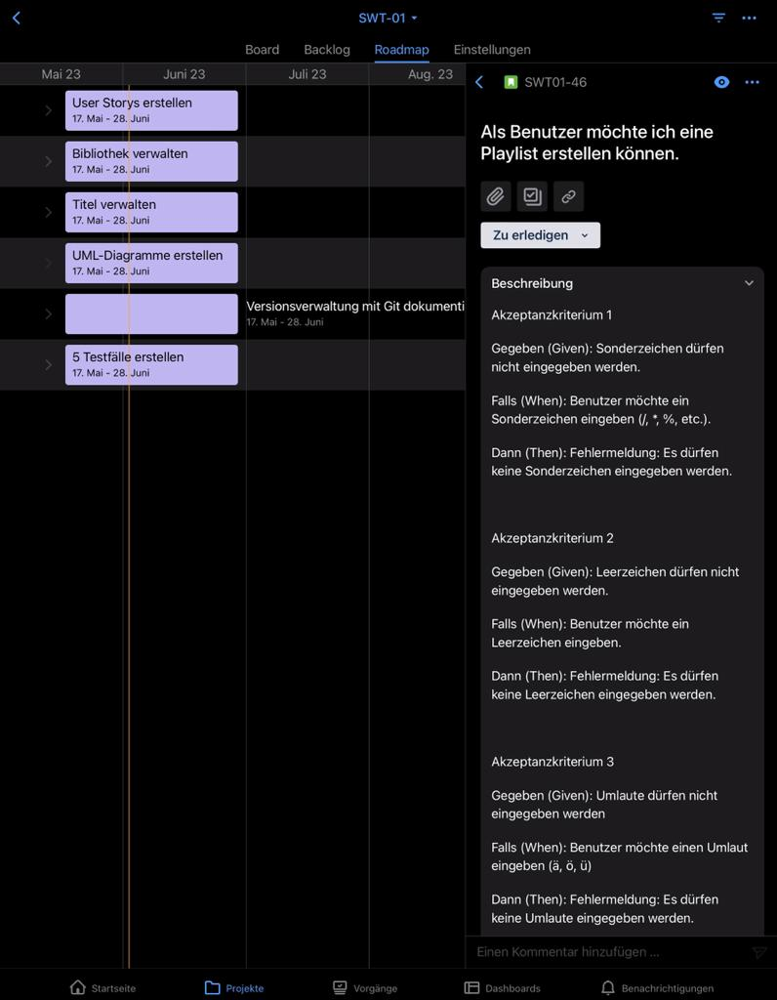 SWT-01
Board
Backlog
Roadmap
Einstellungen
Mai 23
Juni 23
Juli 23
Aug. 23
User Storys erstellen
17. Mai - 28. Juni
Bibliothek verwalten
17. Mai - 28. Juni
Titel verwalten
17. Mai - 28. Juni
UML-Diagramme erstellen
17. Mai - 28. Juni
Versionsverwaltung mit Git dokumenti
17. Mai - 28. Juni
5 Testfälle erstellen
17. Mai - 28. Juni
SWT01-46
Als Benutzer möchte ich eine
Playlist erstellen können.
Zu erledigen
Beschreibung
Akzeptanzkriterium 1
Gegeben (Given): Sonderzeichen dürfen
nicht eingegeben werden.
Falls (When): Benutzer möchte ein
Sonderzeichen eingeben (/, *, %, etc.).
Dann (Then): Fehlermeldung: Es dürfen
keine Sonderzeichen eingegeben werden.
Akzeptanzkriterium 2
Gegeben (Given): Leerzeichen dürfen nicht
eingegeben werden.
Falls (When): Benutzer möchte ein
Leerzeichen eingeben.
Dann (Then): Fehlermeldung: Es dürfen
keine Leerzeichen eingegeben werden.
Akzeptanzkriterium 3
Gegeben (Given): Umlaute dürfen nicht
eingegeben werden
Falls (When): Benutzer möchte einen Umlaut
eingeben (ä, ö, ü)
Dann (Then): Fehlermeldung: Es dürfen
keine Umlaute eingegeben werden.
Einen Kommentar hinzufügen ...
Startseite
Projekte
Vorgänge
Dashboards
Benachrichtigungen